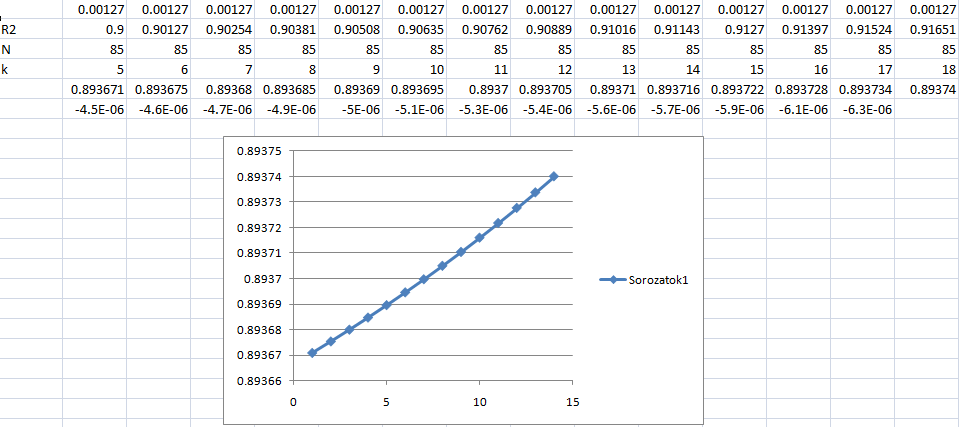 0.00127 0.00127 0.00127 0.00127 0.00127 0.00127 0.00127 0.00127 0.00127 0.00127 0.00127 0.00127 0.00127 0.00127
R2 0.9 0.90127 0.90254 0.90381 0.90508 0.90635 0.90762 0.90889 0.91016 0.91143 0.9127 0.91397 0.91524 0.91651
N 85 85 85 85 85 85 85 85 85 85 85 85 85 85
k 5 6 7 8 9 10 11 12 13 14 15 16 17 18
0.893671 0.893675 0.89368 0.893685 0.89369 0.893695 0.8937 0.893705 0.89371 0.893716 0.893722 0.893728 0.893734 0.89374
-4.5E-06 -4.6E-06 -4.7E-06 -4.9E-06 -5E-06 -5.1E-06 -5.3E-06 -5.4E-06 -5.6E-06 -5.7E-06 -5.9E-06 -6.1E-06 -6.3E-06
0.89375
0.89374
0.89373
0.89372
0.89371
0.8937
0.89369
0.89368
0.89367
0.89366
0 5 10 15
Sorozatok1